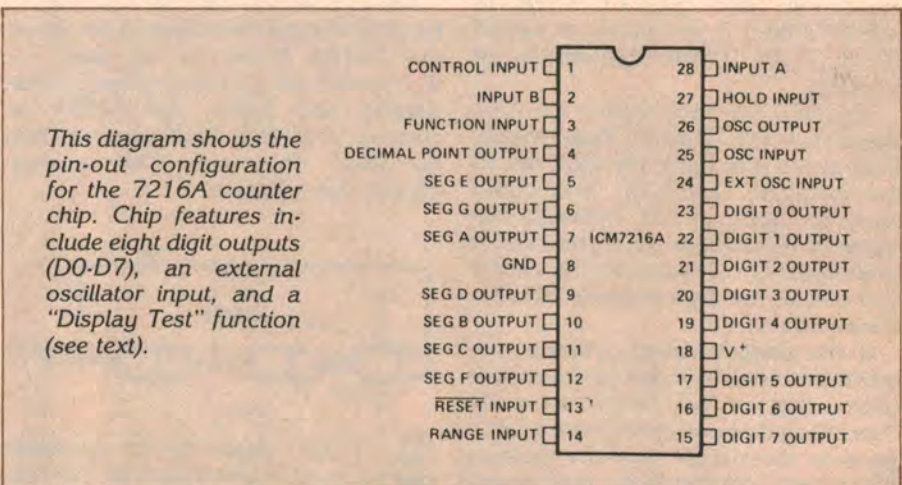 This diagram shows the
pin-out configuration
for the 7216A counter
chip. Chip features in-
clude eight digit outputs
(D0-D7), an external
oscillator input, and a
"Display Test" function
(see text).
CONTROL INPUT 1
INPUT B 2
FUNCTION INPUT 3
DECIMAL POINT OUTPUT 4
SEG E OUTPUT 5
SEG G OUTPUT 6
SEG A OUTPUT 7
GND 8
SEG D OUTPUT 9
SEG B OUTPUT 10
SEG C OUTPUT 11
SEG F OUTPUT 12
RESET INPUT 13
RANGE INPUT 14
ICM7216A
28 INPUT A
27 HOLD INPUT
26 OSC OUTPUT
25 OSC INPUT
24 EXT OSC INPUT
23 DIGIT 0 OUTPUT
22 DIGIT 1 OUTPUT
21 DIGIT 2 OUTPUT
20 DIGIT 3 OUTPUT
19 DIGIT 4 OUTPUT
18 V+
17 DIGIT 5 OUTPUT
16 DIGIT 6 OUTPUT
15 DIGIT 7 OUTPUT